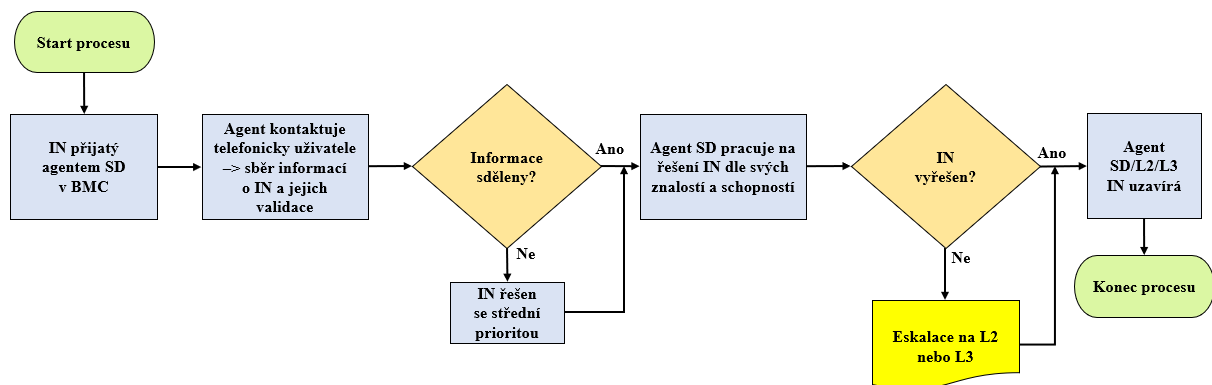 Start procesu
IN přijatý
agentem SD
v BMC
Agent kontaktuje
telefonicky uživatele
–> sběr informací
o IN a jejich
validace
Informace
sděleny?
Ano
Ne
IN řešen
se střední
prioritou
Agent SD pracuje na
řešení IN dle svých
znalostí a schopností
IN
vyřešen?
Ano
Ne
Eskalace na L2
nebo L3
Agent
SD/L2/L3
IN uzavírá
Konec procesu